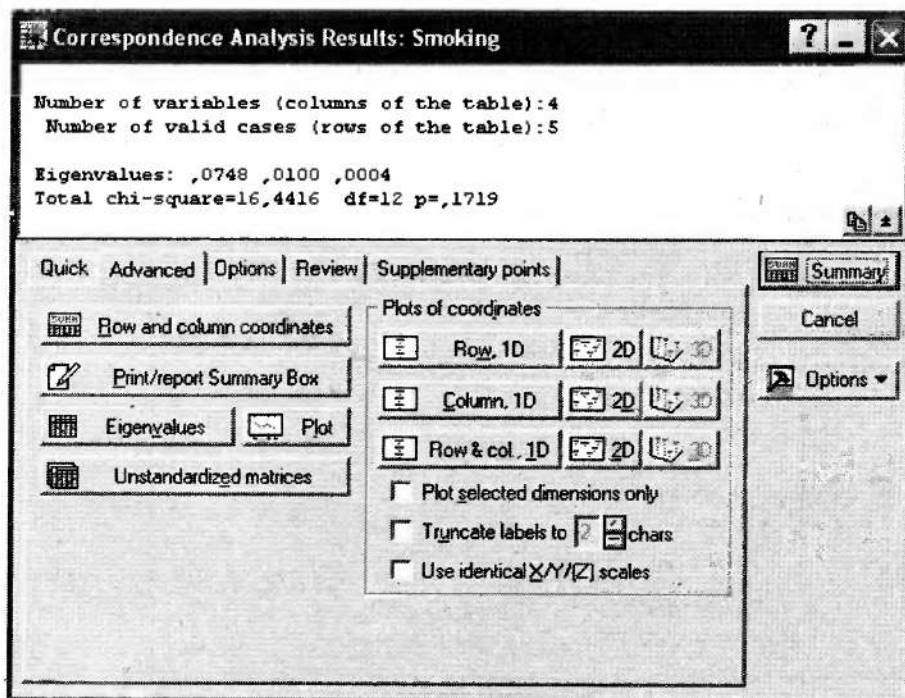 Correspondence Analysis Results: Smoking
Number of variables (columns of the table):4
Number of valid cases (rows of the table):5
Eigenvalues: ,0748 ,0100 ,0004
Total chi-square=16,4416 df=12 p=,1719
Quick Advanced Options Review Supplementary points
Summary
Cancel
Options
Row and column coordinates
Print/report Summary Box
Eigenvalues Plot
Unstandardized matrices
Plots of coordinates
Row, 1D 2D 3D
Column, 1D 2D 3D
Row & col., 1D 2D 3D
Plot selected dimensions only
Truncate labels to 2 chars
Use identical X/Y/(Z) scales